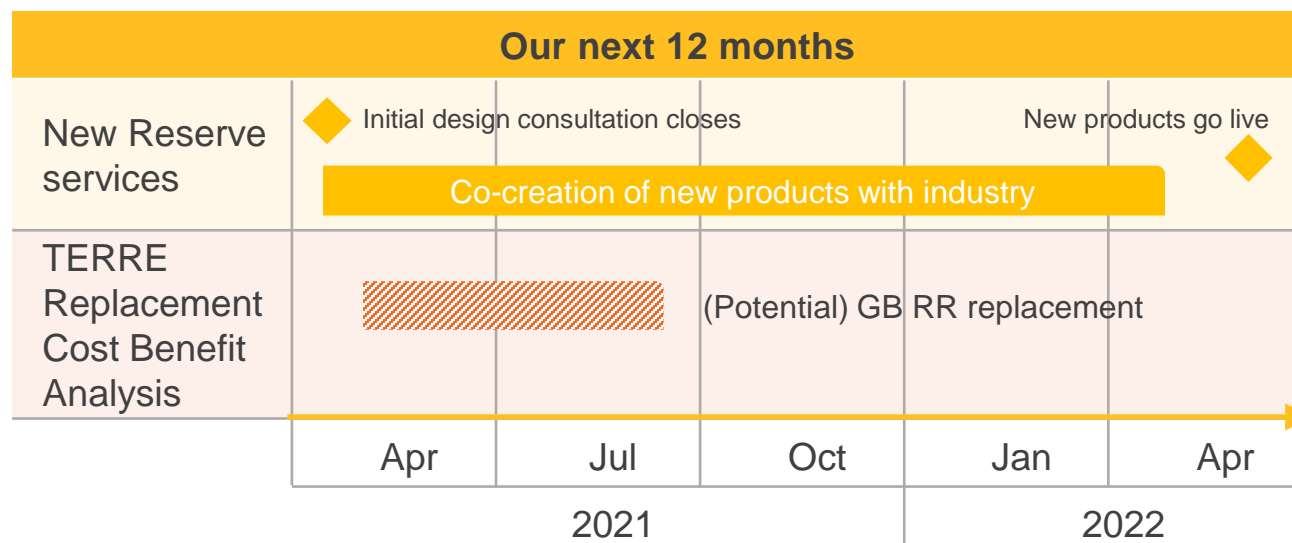 Our next 12 months
New Reserve
services
Initial design consultation closes
New products go live
Co-creation of new products with industry
TERRE
Replacement
Cost Benefit
Analysis
(Potential) GB RR replacement
Apr
Jul
Oct
Jan
Apr
2021
2022